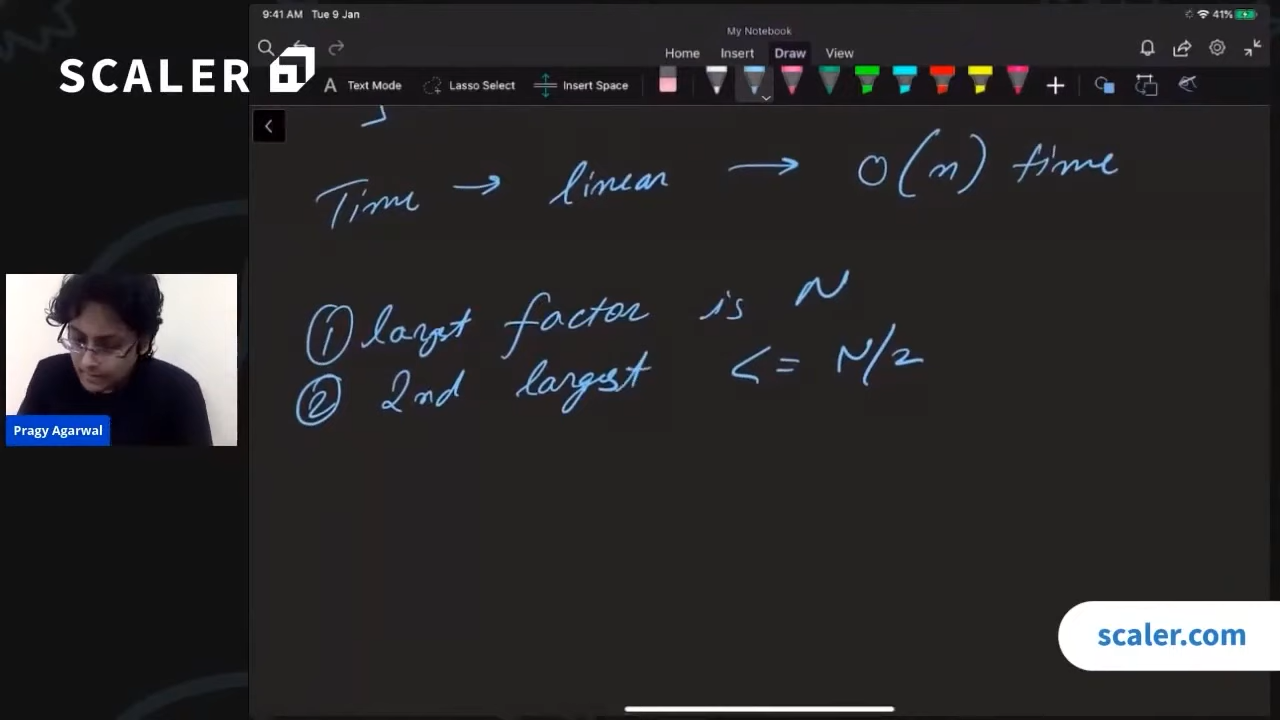 9:41 AM Tue 9 Jan
41%
My Notebook
Home Insert Draw View
SCALER
Text Mode Lasso Select Insert Space
Time → linear → O(n) time
① largst factor is N
② 2nd largest <= N/2
Pragy Agarwal
scaler.com